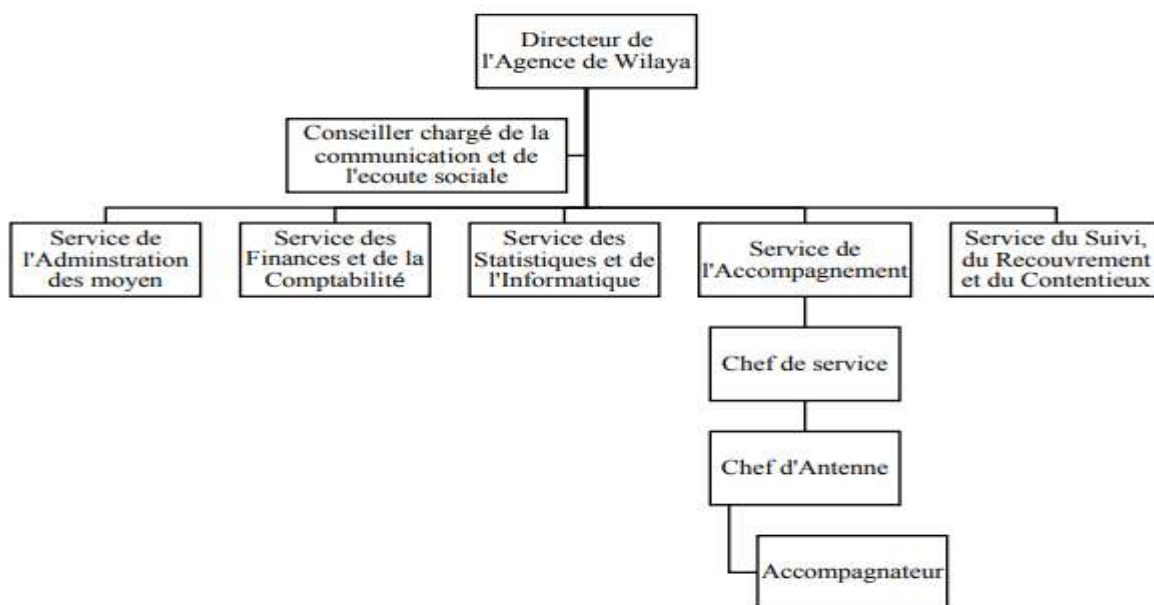 Directeur de
l'Agence de Wilaya
Conseiller chargé de la
communication et de
l'ecoute sociale
Service de
l'Adminstration
des moyen
Service des
Finances et de la
Comptabilité
Service des
Statistiques et de
l'Informatique
Service de
l'Accompagnement
Service du Suivi,
du Recouvrement
et du Contentieux
Chef de service
Chef d'Antenne
Accompagnateur